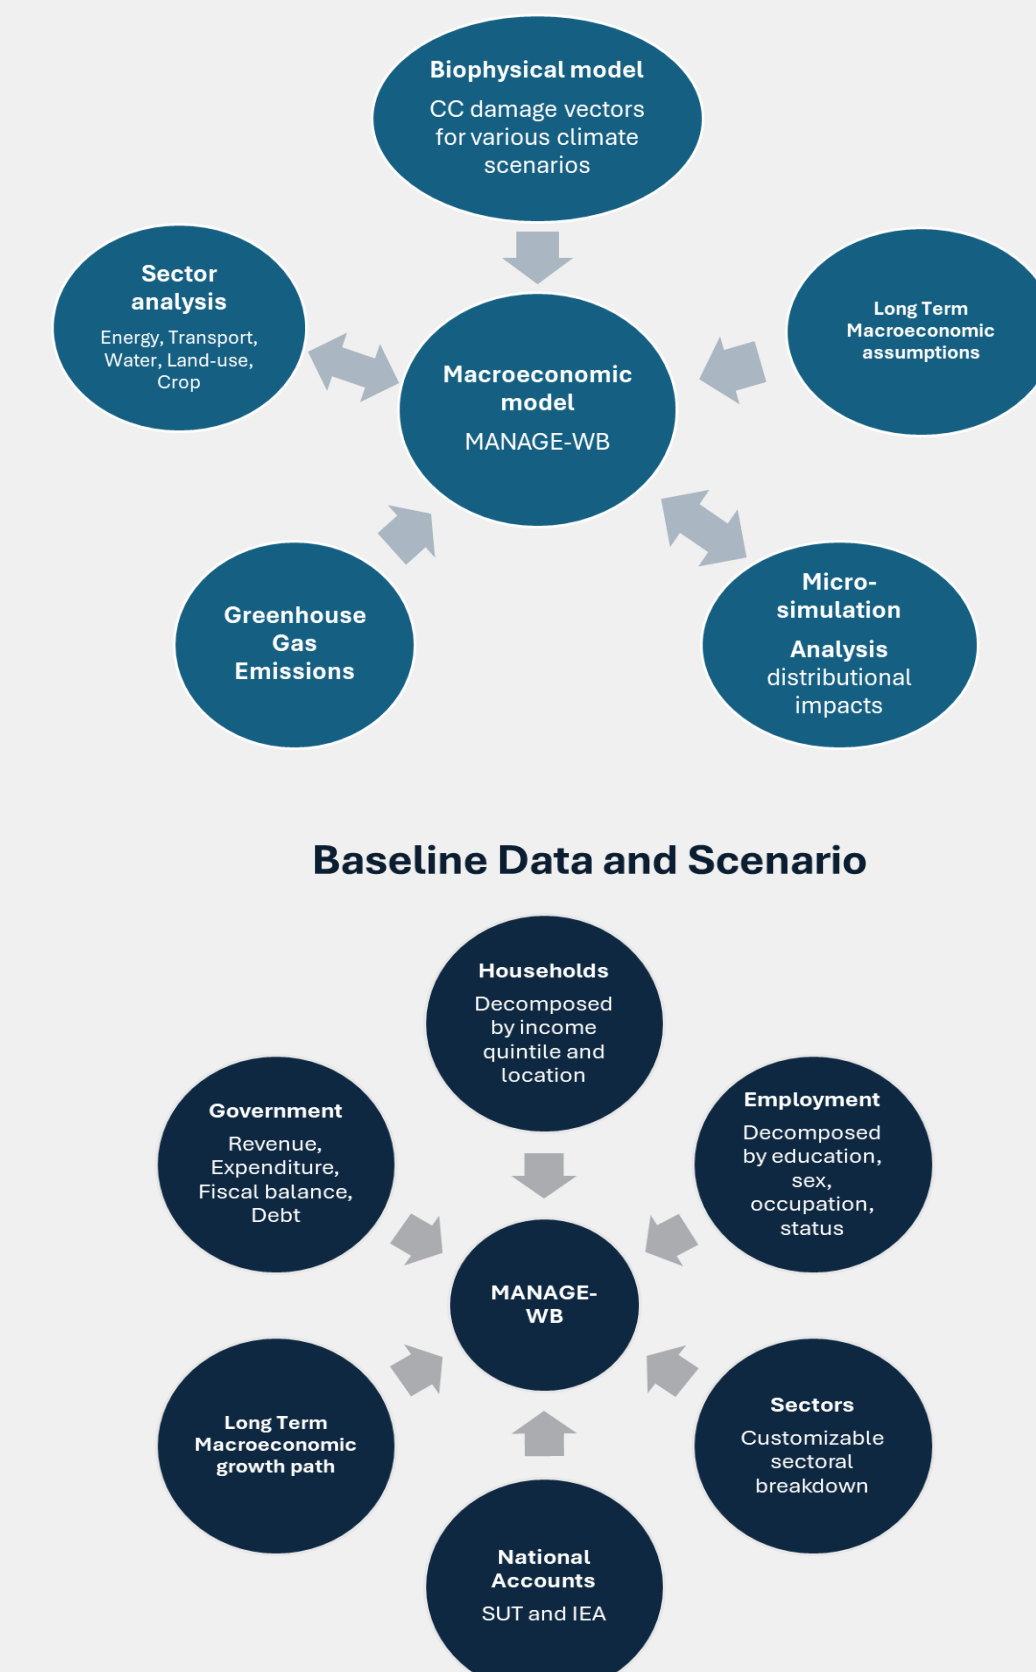 Biophysical model
CC damage vectors
for various climate
scenarios
Sector
analysis
Energy, Transport,
Water, Land-use,
Crop
Long Term
Macroeconomic
assumptions
Macroeconomic
model
MANAGE-WB
Greenhouse
Gas
Emissions
Micro-
simulation
Analysis
distributional
impacts
Baseline Data and Scenario
Households
Decomposed
by income
quintile and
location
Government
Revenue,
Expenditure,
Fiscal balance,
Debt
Employment
Decomposed
by education,
sex,
occupation,
status
MANAGE-
WB
Long Term
Macroeconomic
growth path
Sectors
Customizable
sectoral
breakdown
National
Accounts
SUT and IEA